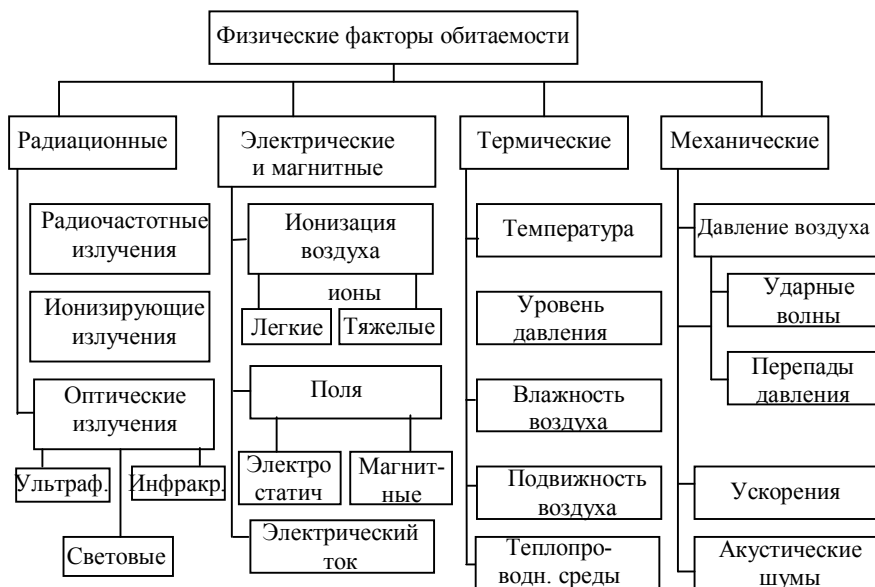 Физические факторы обитаемости
Радиационные
Электрические
и магнитные
Термические
Механические
Радиочастотные
излучения
Ионизирующие
излучения
Оптические
излучения
Ультраф.
Инфракр.
Световые
Ионизация
воздуха
ионы
Легкие
Тяжелые
Поля
Электро
статич
Магнит-
ные
Электрический
ток
Температура
Уровень
давления
Влажность
воздуха
Подвижность
воздуха
Теплопро-
водн. среды
Давление воздуха
Ударные
волны
Перепады
давления
Ускорения
Акустические
шумы